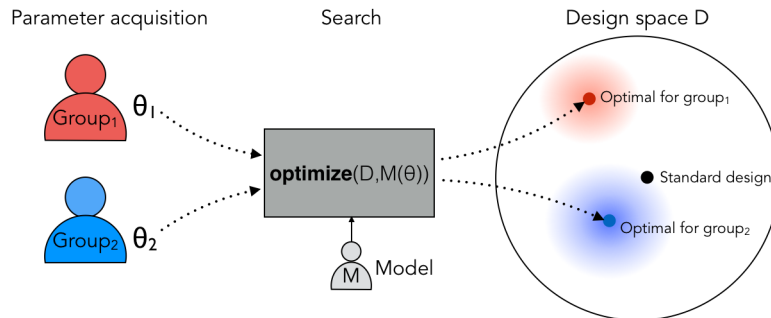 Parameter acquisition
Search
Design space D
Group₁
θ₁
Group₂
θ₂
optimize(D,M(θ))
M
Model
Optimal for group₁
Standard design
Optimal for group₂